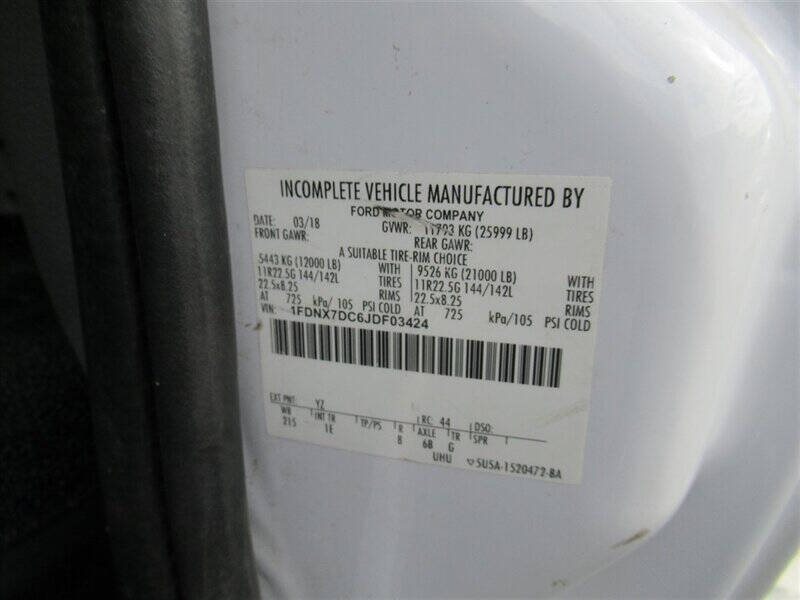 INCOMPLETE VEHICLE MANUFACTURED BY
FORD MOTOR COMPANY
DATE: 03/18 GVWR: 11793 KG (25999 LB)
FRONT GAWR: REAR GAWR:
A SUITABLE TIRE-RIM CHOICE
5443 KG (12000 LB) WITH 9526 KG (21000 LB) WITH
11R22.5G 144/142L TIRES 11R22.5G 144/142L TIRES
22.5x8.25 RIMS 22.5x8.25 RIMS
AT 725 kPa/ 105 PSI COLD AT 725 kPa/105 PSI COLD
VIN: 1FDNX7DC6JDF03424
EXT PNT: YZ RC: 44 DSO:
WB INT TR TP/PS R AXLE TR SPR
215 1E 8 6B G
UHU 5U5A-1520472-BA